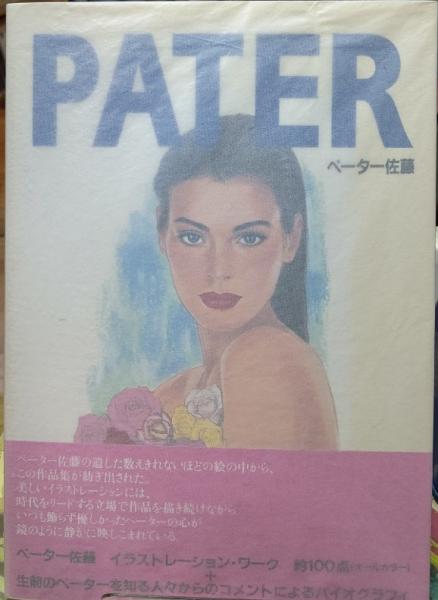 PATER
ペーター佐藤
ペーター佐藤の遺した数えきれないほどの絵の中から、
この作品集が紡ぎ出された。
美しいイラストレーションには、
時代をリードする立場で作品を描き続けながら
いつも飾らず優しかったペーターの心が
鏡のように静かに映しこまれている。
ペーター佐藤 イラストレーション・ワーク 約100点(オールカラー)
+
生前のペーターを知る人々からのコメントによるバイオグラフィ